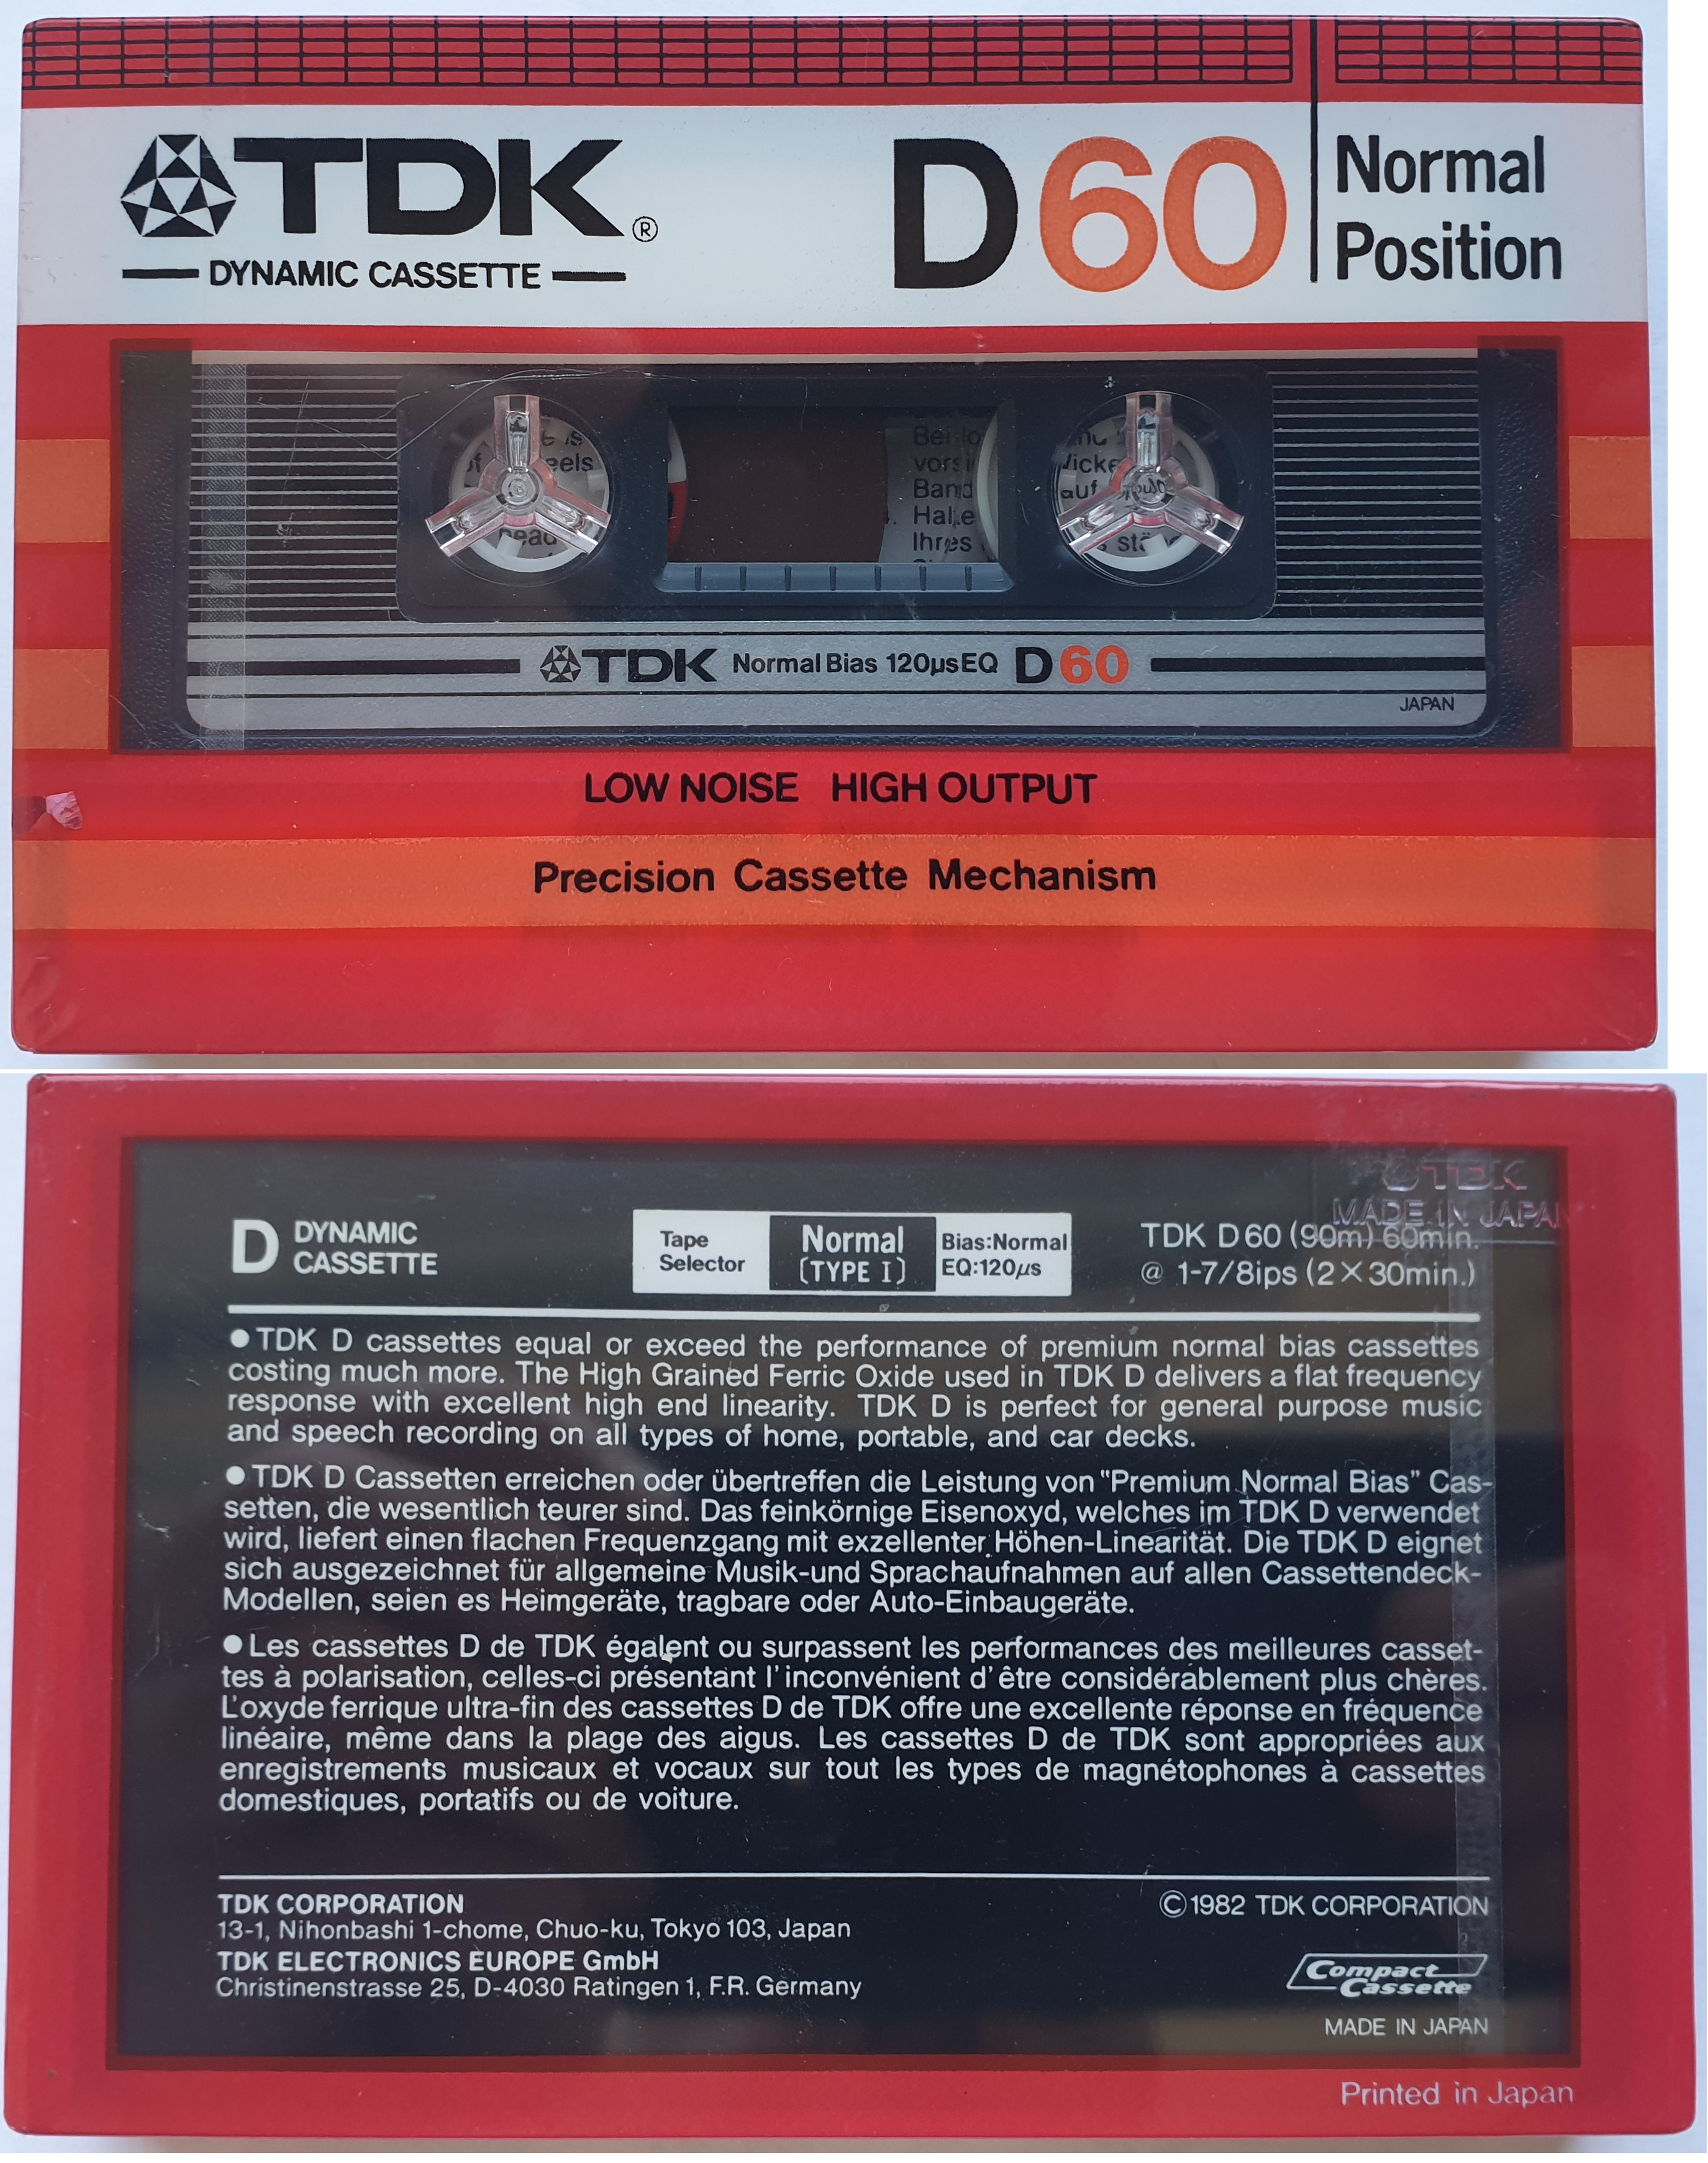 TDK®
DYNAMIC CASSETTE
D60
Normal
Position
Bei
vorsi
Band
Halte
Ihres
auf
TDK Normal Bias 120µs EQ D60
JAPAN
LOW NOISE HIGH OUTPUT
Precision Cassette Mechanism
TDK
MADE IN JAPAN
D DYNAMIC
CASSETTE
Tape
Selector
Normal
(TYPE I)
Bias:Normal
EQ:120µs
TDK D60 (90m) 60min.
@ 1-7/8ips (2×30min.)
●TDK D cassettes equal or exceed the performance of premium normal bias cassettes
costing much more. The High Grained Ferric Oxide used in TDK D delivers a flat frequency
response with excellent high end linearity. TDK D is perfect for general purpose music
and speech recording on all types of home, portable, and car decks.
●TDK D Cassetten erreichen oder übertreffen die Leistung von "Premium Normal Bias" Cas-
setten, die wesentlich teurer sind. Das feinkörnige Eisenoxyd, welches im TDK D verwendet
wird, liefert einen flachen Frequenzgang mit exzellenter Höhen-Linearität. Die TDK D eignet
sich ausgezeichnet für allgemeine Musik-und Sprachaufnahmen auf allen Cassettendeck-
Modellen, seien es Heimgeräte, tragbare oder Auto-Einbaugeräte.
●Les cassettes D de TDK égalent ou surpassent les performances des meilleures casset-
tes à polarisation, celles-ci présentant l'inconvénient d'être considérablement plus chères.
L'oxyde ferrique ultra-fin des cassettes D de TDK offre une excellente réponse en fréquence
linéaire, même dans la plage des aigus. Les cassettes D de TDK sont appropriées aux
enregistrements musicaux et vocaux sur tout les types de magnétophones à cassettes
domestiques, portatifs ou de voiture.
TDK CORPORATION
13-1, Nihonbashi 1-chome, Chuo-ku, Tokyo 103, Japan
TDK ELECTRONICS EUROPE GmbH
Christinenstrasse 25, D-4030 Ratingen 1, F.R. Germany
©1982 TDK CORPORATION
Compact
Cassette
MADE IN JAPAN
Printed in Japan